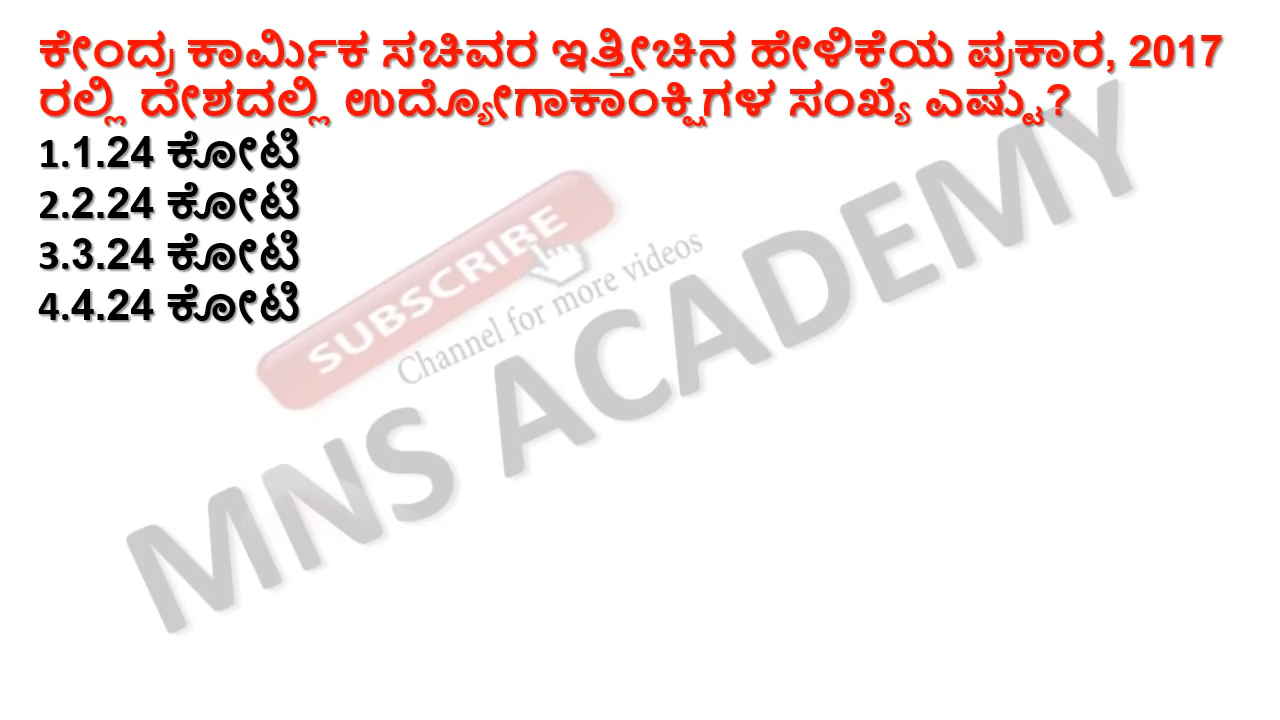 ಕೇಂದ್ರ ಕಾರ್ಮಿಕ ಸಚಿವರ ಇತ್ತೀಚಿನ ಹೇಳಿಕೆಯ ಪ್ರಕಾರ, 2017
ರಲ್ಲಿ ದೇಶದಲ್ಲಿ ಉದ್ಯೋಗಾಕಾಂಕ್ಷಿಗಳ ಸಂಖ್ಯೆ ಎಷ್ಟು?
1.1.24 ಕೋಟಿ
2.2.24 ಕೋಟಿ
3.3.24 ಕೋಟಿ
4.4.24 ಕೋಟಿ
SUBSCRIBE
Channel for more videos
MNS ACADEMY